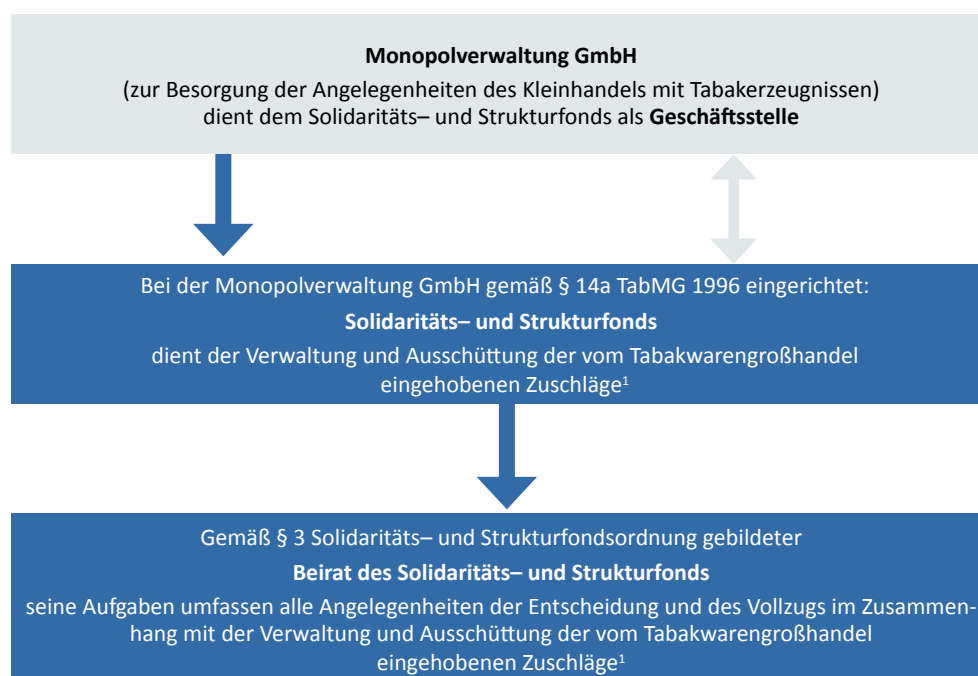 Monopolverwaltung GmbH
(zur Besorgung der Angelegenheiten des Kleinhandels mit Tabakerzeugnissen)
dient dem Solidaritäts– und Strukturfonds als Geschäftsstelle
Bei der Monopolverwaltung GmbH gemäß § 14a TabMG 1996 eingerichtet:
Solidaritäts– und Strukturfonds
dient der Verwaltung und Ausschüttung der vom Tabakwarengroßhandel
eingehobenen Zuschläge¹
Gemäß § 3 Solidaritäts– und Strukturfondsordnung gebildeter
Beirat des Solidaritäts– und Strukturfonds
seine Aufgaben umfassen alle Angelegenheiten der Entscheidung und des Vollzugs im Zusammen-
hang mit der Verwaltung und Ausschüttung der vom Tabakwarengroßhandel
eingehobenen Zuschläge¹